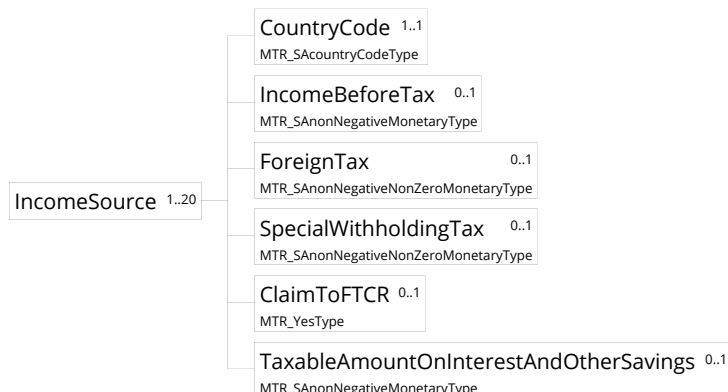 CountryCode 1..1
MTR_SAcountryCodeType
IncomeBeforeTax 0..1
MTR_SAnonNegativeMonetaryType
ForeignTax 0..1
MTR_SAnonNegativeNonZeroMonetaryType
IncomeSource 1..20
SpecialWithholdingTax 0..1
MTR_SAnonNegativeNonZeroMonetaryType
ClaimToFTCR 0..1
MTR_YesType
TaxableAmountOnInterestAndOtherSavings 0..1
MTR_SAnonNegativeMonetaryType